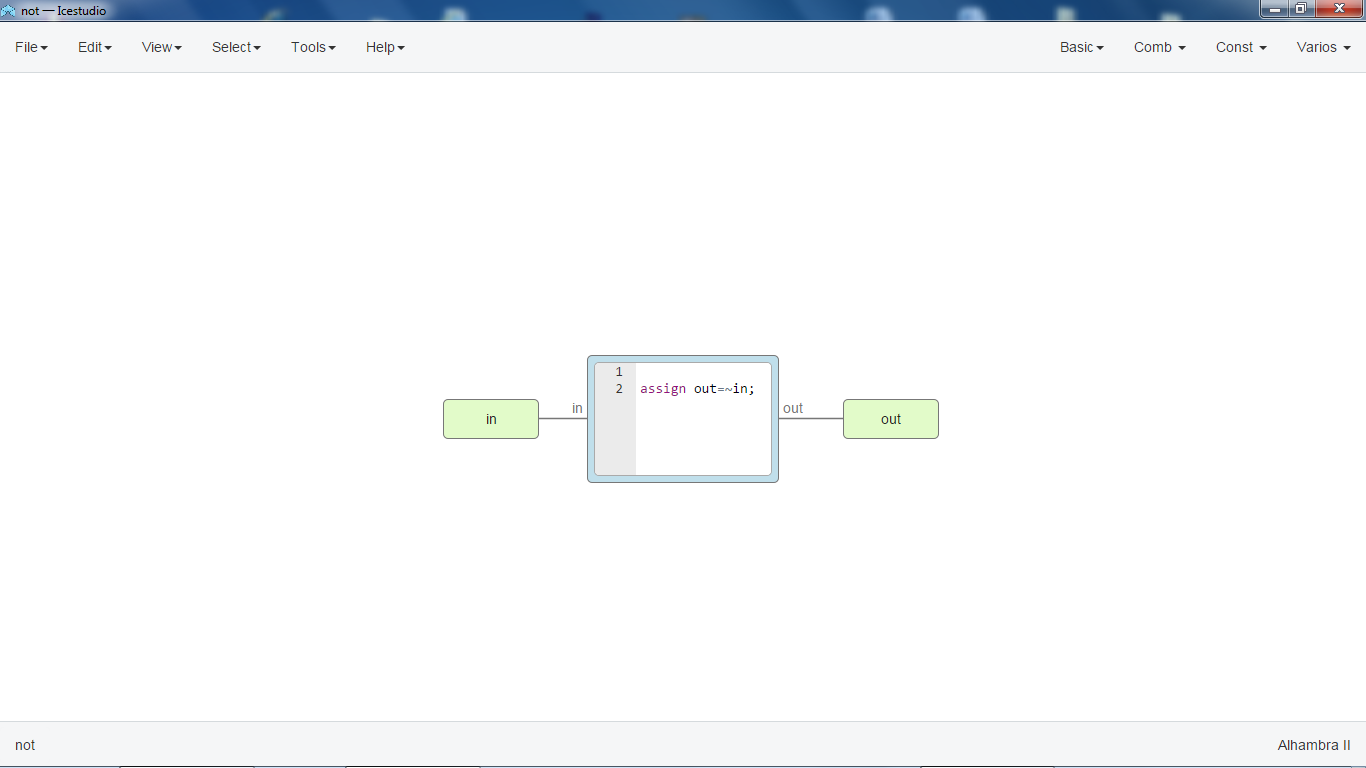 not — Icestudio
File Edit View Select Tools Help Basic Comb Const Varios
1
2 assign out=~in;
in in out out
not Alhambra II